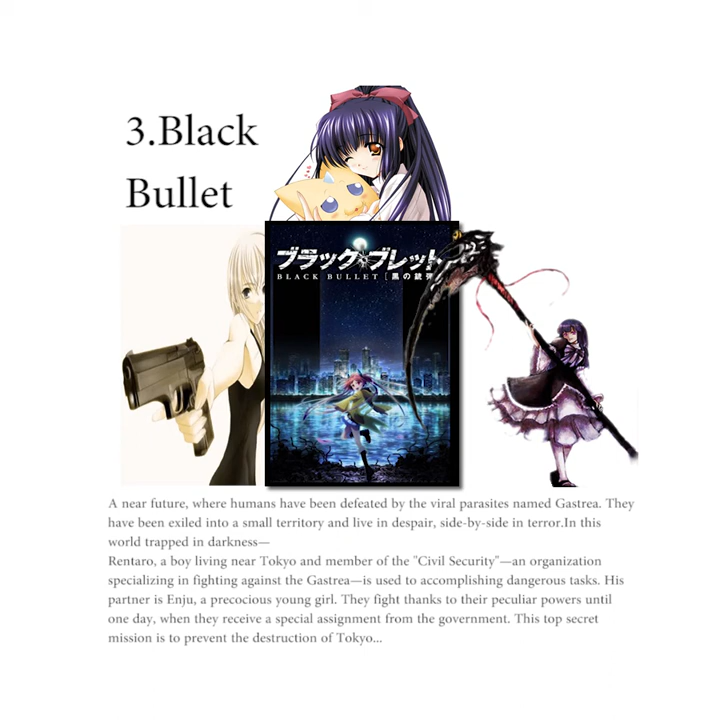 3.Black
Bullet
ブラック・ブレット
BLACK BULLET [黒の銃弾]
A near future, where humans have been defeated by the viral parasites named Gastrea. They
have been exiled into a small territory and live in despair, side-by-side in terror.In this
world trapped in darkness—
Rentaro, a boy living near Tokyo and member of the "Civil Security"—an organization
specializing in fighting against the Gastrea—is used to accomplishing dangerous tasks. His
partner is Enju, a precocious young girl. They fight thanks to their peculiar powers until
one day, when they receive a special assignment from the government. This top secret
mission is to prevent the destruction of Tokyo...